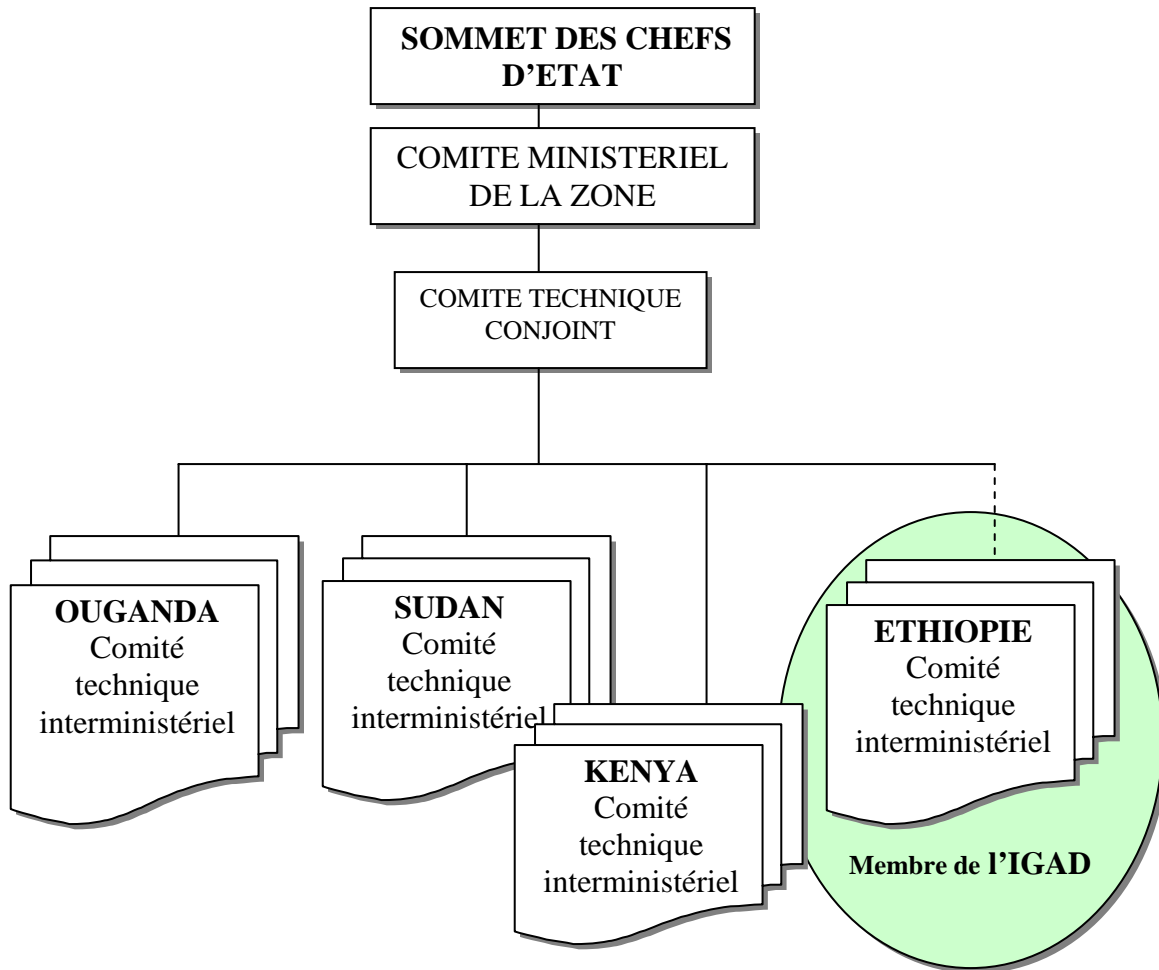 SOMMET DES CHEFS
D’ETAT
COMITE MINISTERIEL
DE LA ZONE
COMITE TECHNIQUE
CONJOINT
OUGANDA
Comité
technique
interministériel
SUDAN
Comité
technique
interministériel
KENYA
Comité
technique
interministériel
ETHIOPIE
Comité
technique
interministériel
Membre de l’IGAD